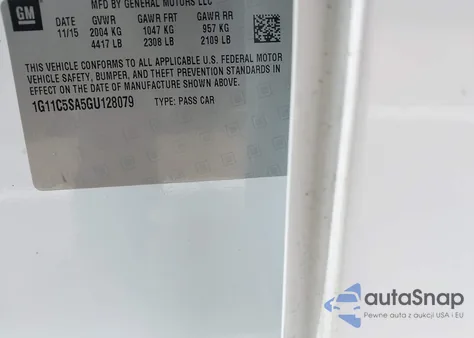 GM
MFD BY GENERAL MOTORS LLC
DATE GVWR GAWR FRT GAWR RR
11/15 2004 KG 1047 KG 957 KG
4417 LB 2308 LB 2109 LB
THIS VEHICLE CONFORMS TO ALL APPLICABLE U.S. FEDERAL MOTOR
VEHICLE SAFETY, BUMPER, AND THEFT PREVENTION STANDARDS
IN EFFECT ON THE DATE OF MANUFACTURE SHOWN ABOVE.
1G11C5SA5GU128079 TYPE: PASS CAR
autoSnap
Pewne auto z aukcji USA i EU